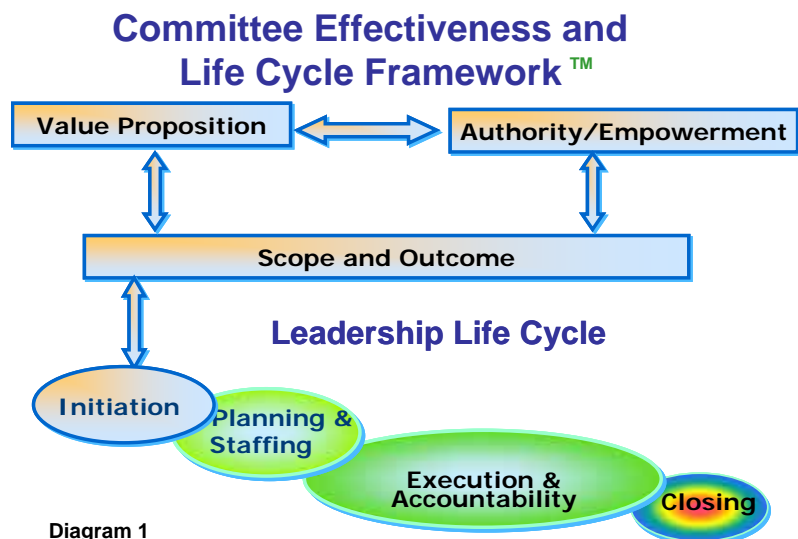 Committee Effectiveness and
Life Cycle Framework ™
Value Proposition
Authority/Empowerment
Scope and Outcome
Leadership Life Cycle
Initiation
Planning &
Staffing
Execution &
Accountability
Closing
Diagram 1